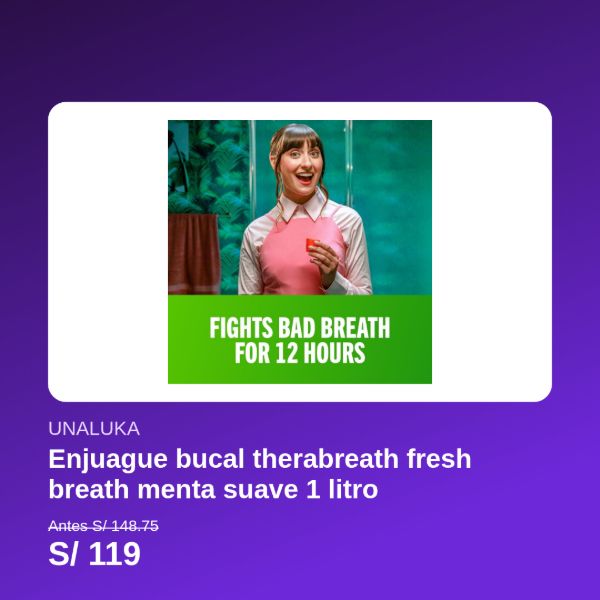 FIGHTS BAD BREATH
FOR 12 HOURS
UNALUKA
Enjuague bucal therabreath fresh
breath menta suave 1 litro
Antes S/ 148.75
S/ 119